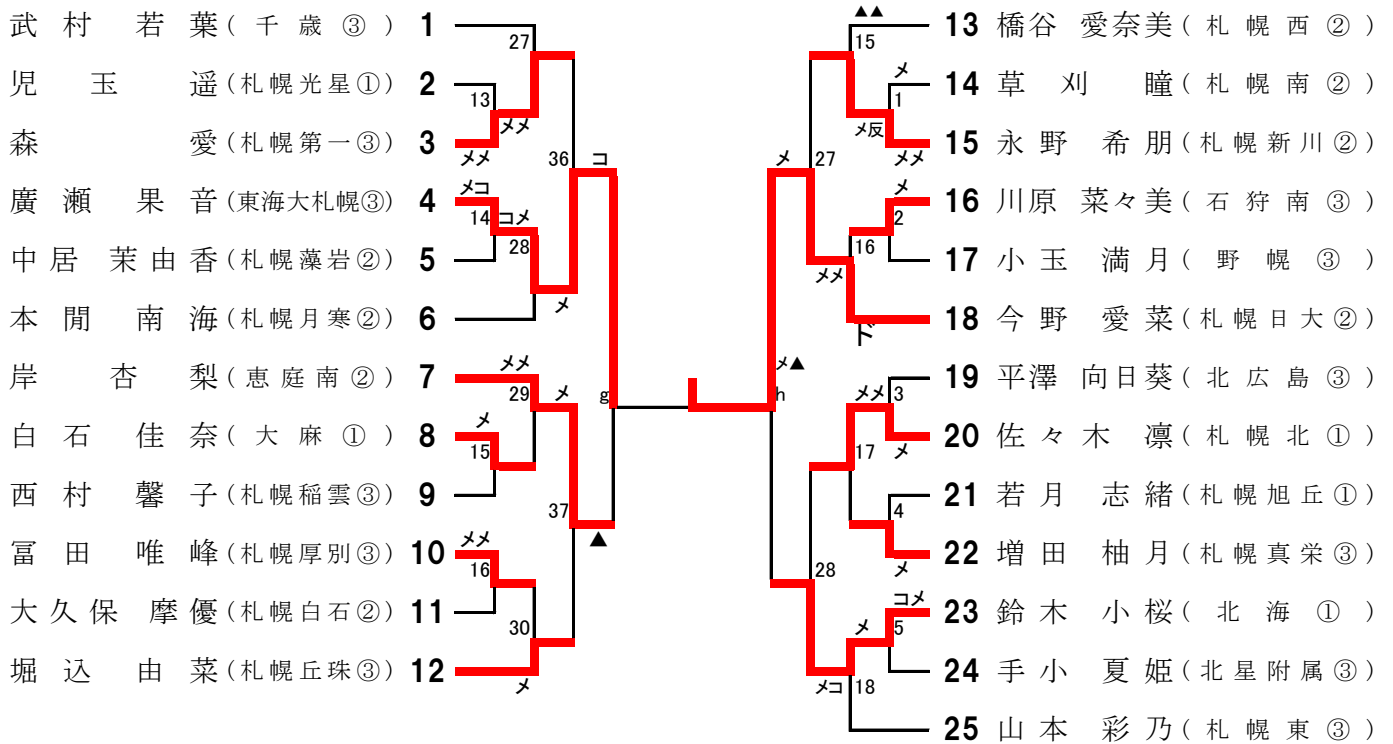 武村 若葉(千歳③) 1
児玉 遥(札幌光星①) 2
森 愛(札幌第一③) 3
廣瀬 果音(東海大札幌③) 4
中居 茉由香(札幌藻岩②) 5
本間 南海(札幌月寒②) 6
岸 杏梨(恵庭南②) 7
白石 佳奈(大麻①) 8
西村 馨子(札幌稲雲③) 9
冨田 唯峰(札幌厚別③) 10
大久保 摩優(札幌白石②) 11
堀込 由菜(札幌丘珠③) 12
27
13
メメ
メメ
36
コ
メコ
14
コメ
28
メ
メメ
29
メ
g
メ
15
37
▲
メメ
16
30
メ
▲▲
15
メ
1
メ反
メメ
メ
27
メ
2
16
メメ
ド
メ▲
h
メメ
3
17
メ
4
メ
28
コメ
メ
5
メコ
18
13 橋谷 愛奈美(札幌西②)
14 草刈 瞳(札幌南②)
15 永野 希朋(札幌新川②)
16 川原 菜々美(石狩南③)
17 小玉 満月(野幌③)
18 今野 愛菜(札幌日大②)
19 平澤 向日葵(北広島③)
20 佐々木 凛(札幌北①)
21 若月 志緒(札幌旭丘①)
22 増田 柚月(札幌真栄③)
23 鈴木 小桜(北海①)
24 手小 夏姫(北星附属③)
25 山本 彩乃(札幌東③)